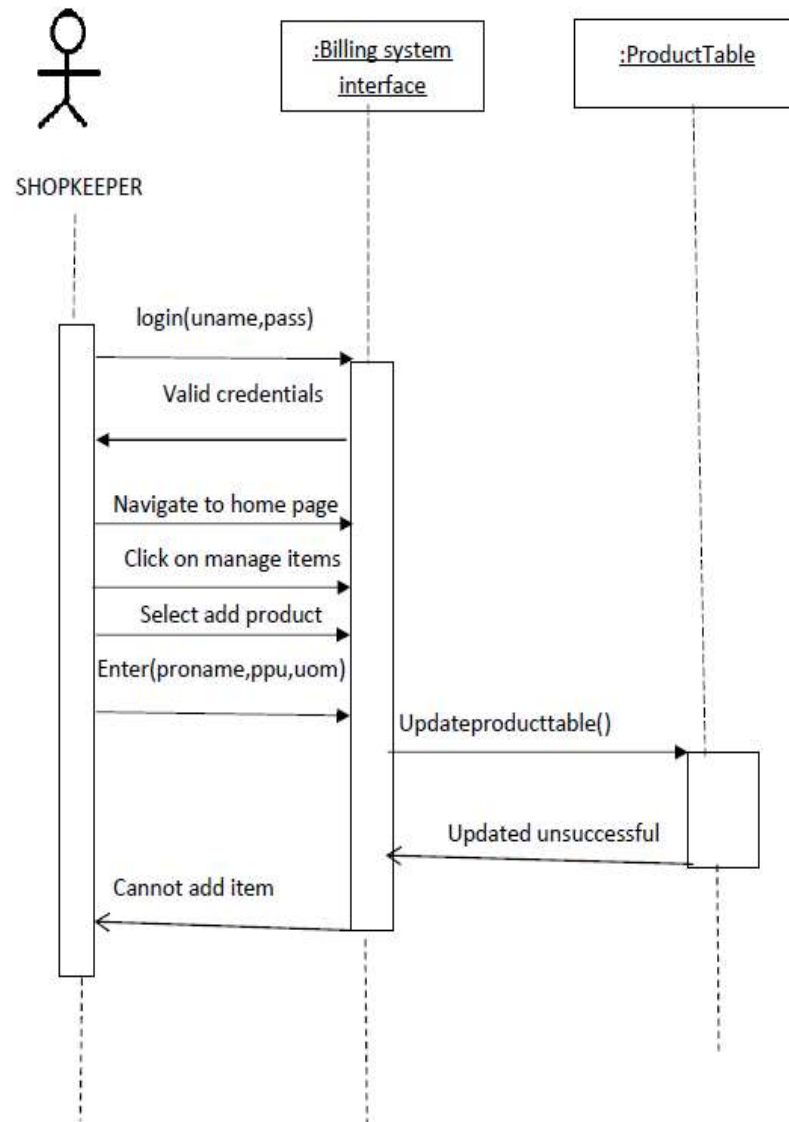 :Billing system
interface
:ProductTable
SHOPKEEPER
login(uname,pass)
Valid credentials
Navigate to home page
Click on manage items
Select add product
Enter(proname,ppu,uom)
Updateproducttable()
Updated unsuccessful
Cannot add item